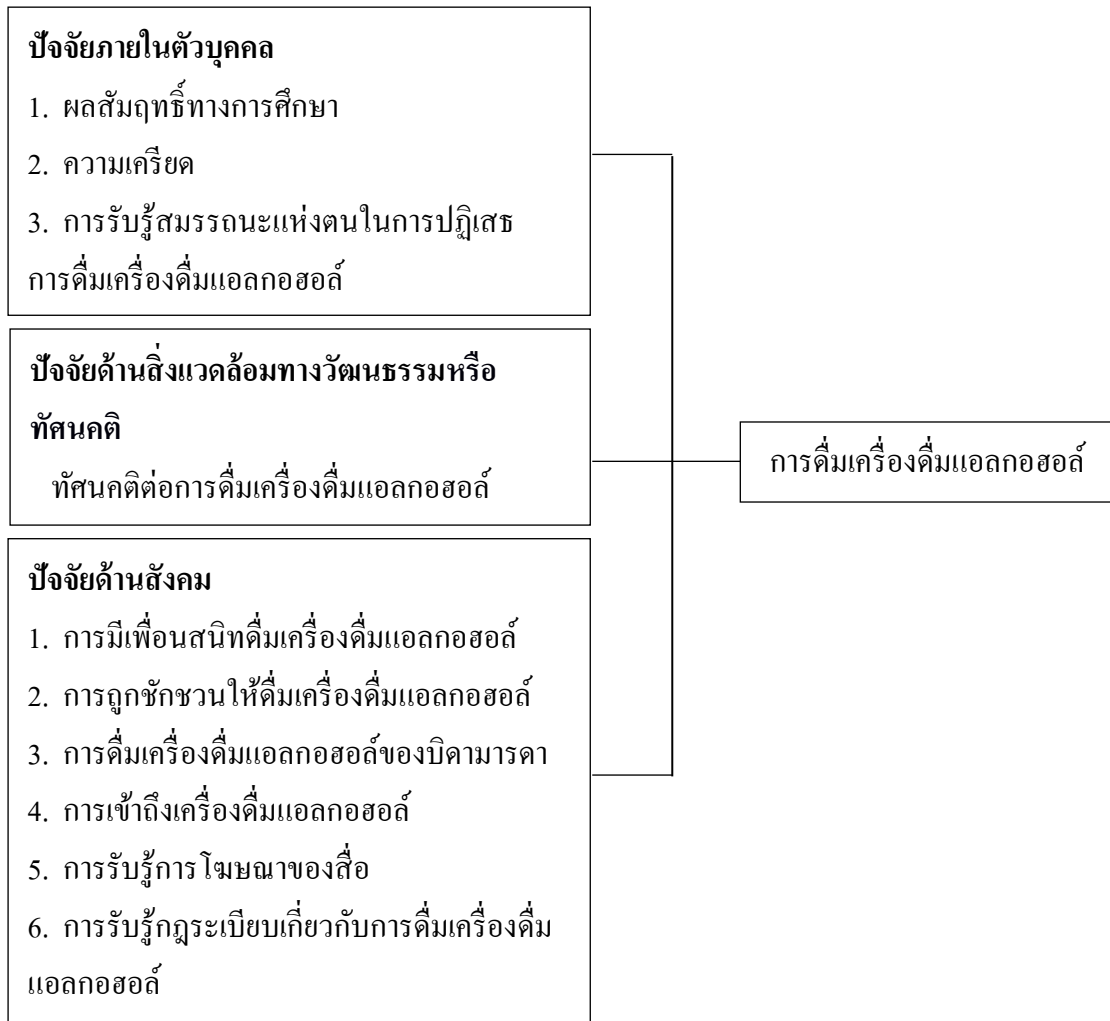 ปัจจัยภายในตัวบุคคล
1. ผลสัมฤทธิ์ทางการศึกษา
2. ความเครียด
3. การรับรู้สมรรถนะแห่งตนในการปฏิเสธ
การดื่มเครื่องดื่มแอลกอฮอล์
ปัจจัยด้านสิ่งแวดล้อมทางวัฒนธรรมหรือ
ทัศนคติ
ทัศนคติต่อการดื่มเครื่องดื่มแอลกอฮอล์
ปัจจัยด้านสังคม
1. การมีเพื่อนสนิทดื่มเครื่องดื่มแอลกอฮอล์
2. การถูกชักชวนให้ดื่มเครื่องดื่มแอลกอฮอล์
3. การดื่มเครื่องดื่มแอลกอฮอล์ของบิดามารดา
4. การเข้าถึงเครื่องดื่มแอลกอฮอล์
5. การรับรู้การโฆษณาของสื่อ
6. การรับรู้กฎระเบียบเกี่ยวกับการดื่มเครื่องดื่ม
แอลกอฮอล์
การดื่มเครื่องดื่มแอลกอฮอล์